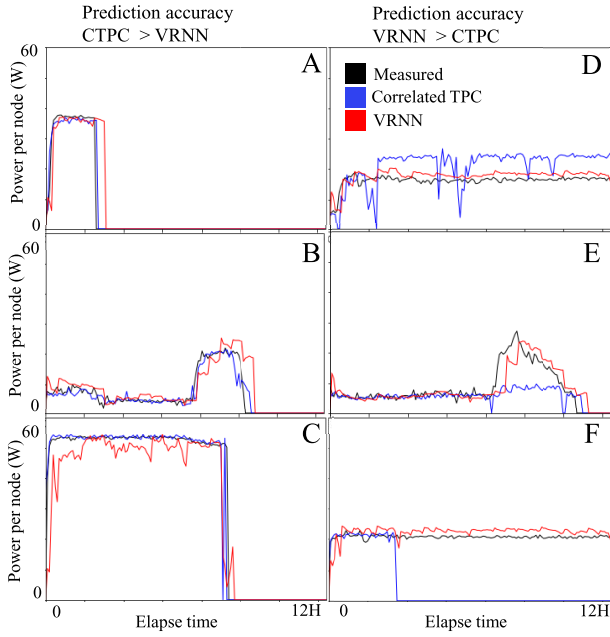 Prediction accuracy
CTPC > VRNN
Prediction accuracy
VRNN > CTPC
60
Power per node (W)
0
A
D
Measured
Correlated TPC
VRNN
60
Power per node (W)
0
B
E
60
Power per node (W)
0
C
F
0
12H
Elapse time
0
12H
Elapse time